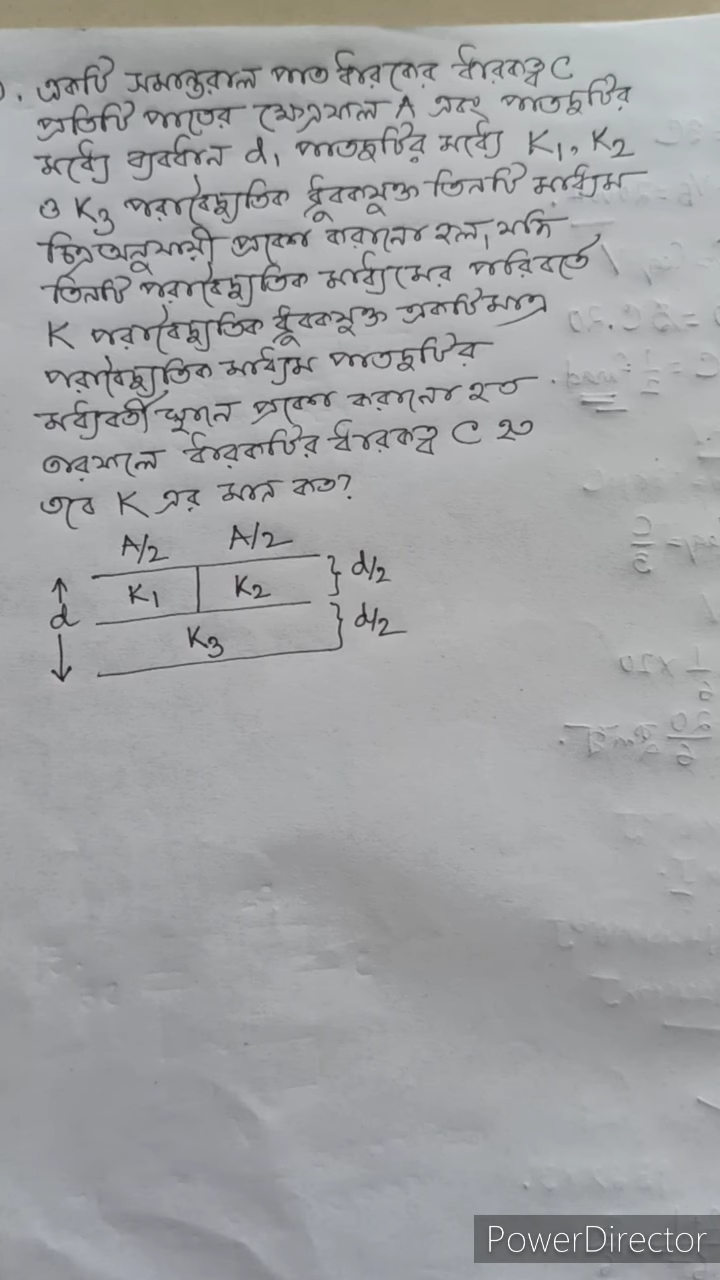 একটি সমান্তরাল পাত ধারকের ধারকত্ব C
প্রতিটি পাতের ক্ষেত্রফল A এবং পাতদুটির
মধ্যে ব্যবধান d, পাতদুটির মধ্যে K1, K2
ও K3 পরাবৈদ্যুতিক ধ্রুবকযুক্ত তিনটি মাধ্যম
চিত্র অনুযায়ী প্রবেশ করানো হল, যদি
তিনটি পরাবৈদ্যুতিক মাধ্যমের পরিবর্তে
K পরাবৈদ্যুতিক ধ্রুবকযুক্ত একটিমাত্র
পরাবৈদ্যুতিক মাধ্যম পাতদুটির
মধ্যবর্তী স্থানে প্রবেশ করানো হত
তাহলে ধারকটির ধারকত্ব C হত
তবে K এর মান কত?
A/2 A/2
K1 K2 d/2
d
K3 d/2
PowerDirector